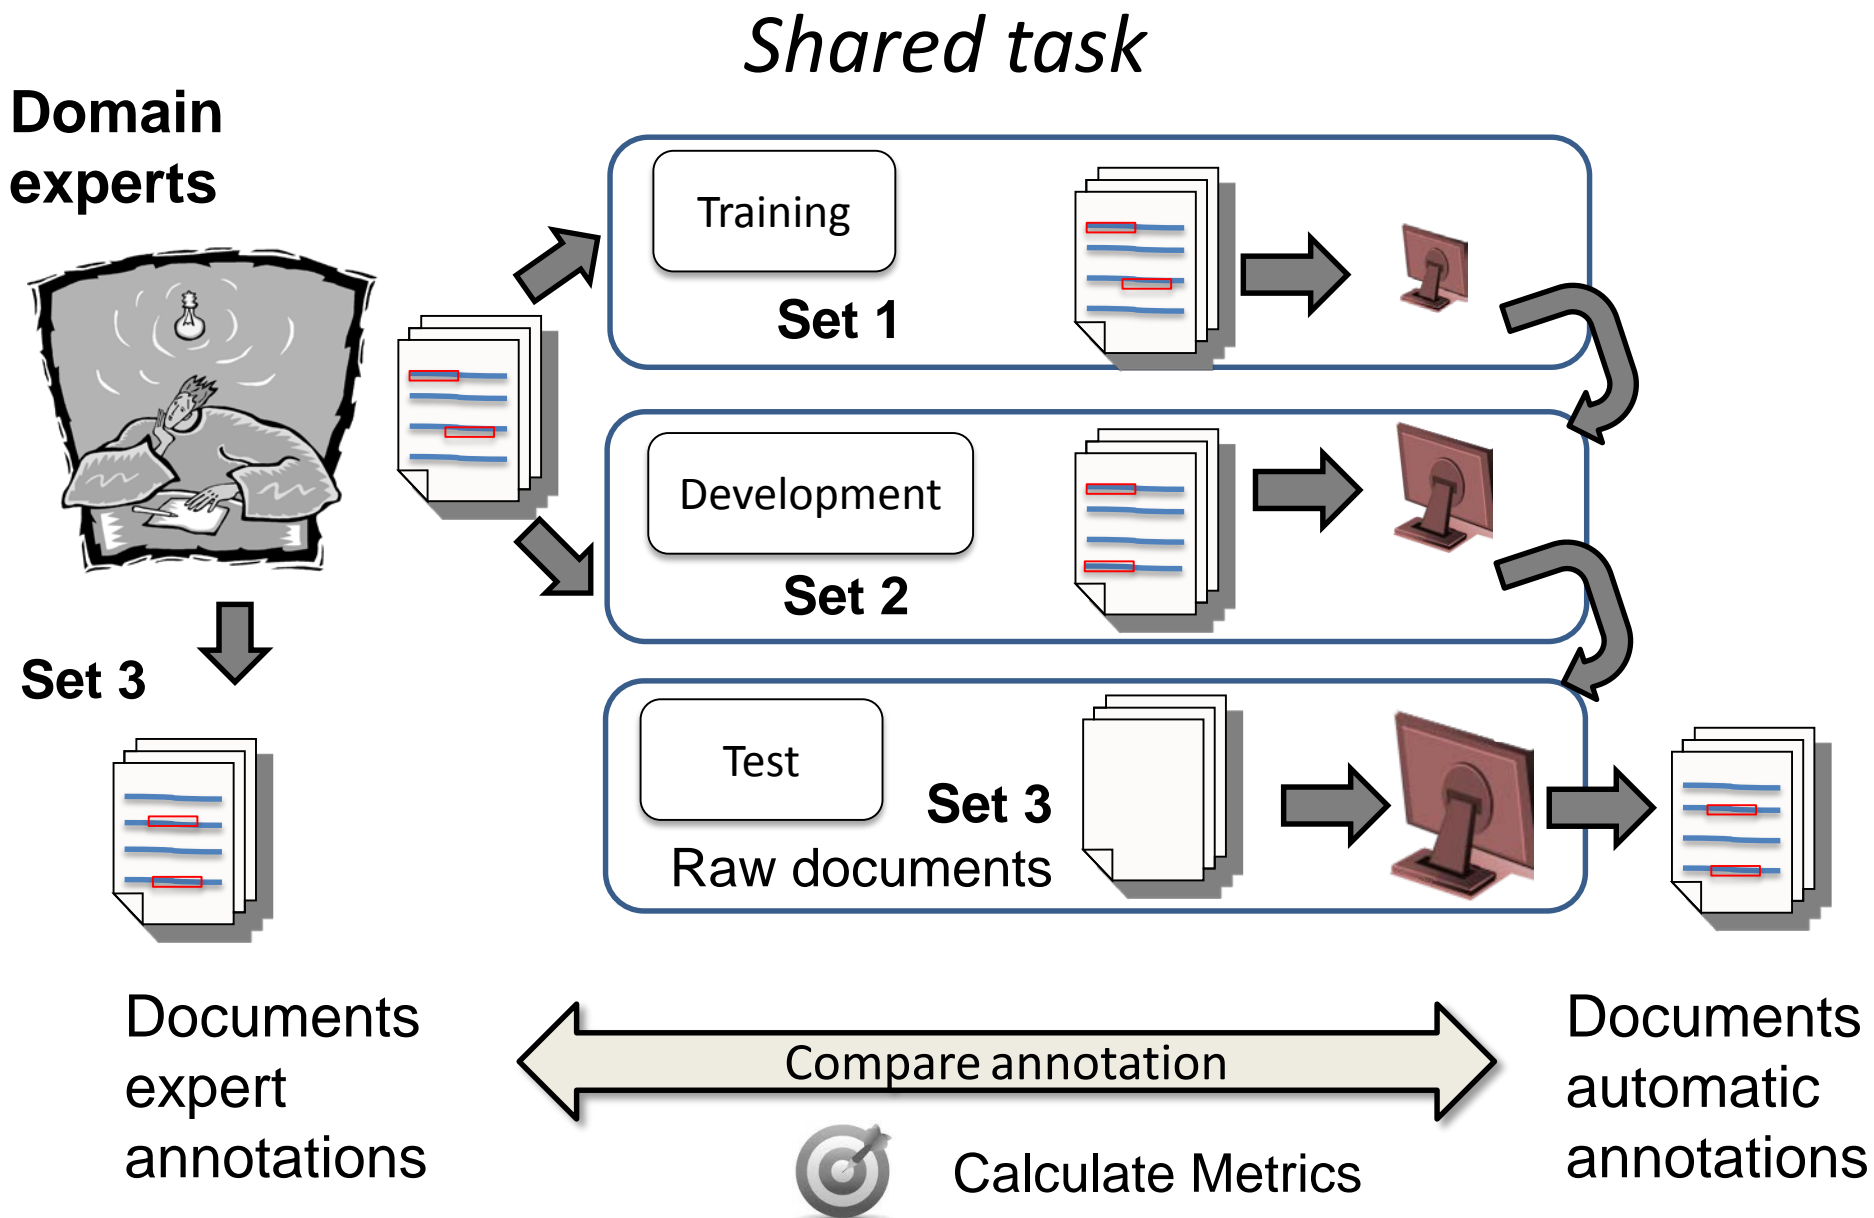 Shared task
Domain
experts
Training
Set 1
Development
Set 2
Set 3
Test
Set 3
Raw documents
Documents
expert
annotations
Compare annotation
Documents
automatic
annotations
Calculate Metrics